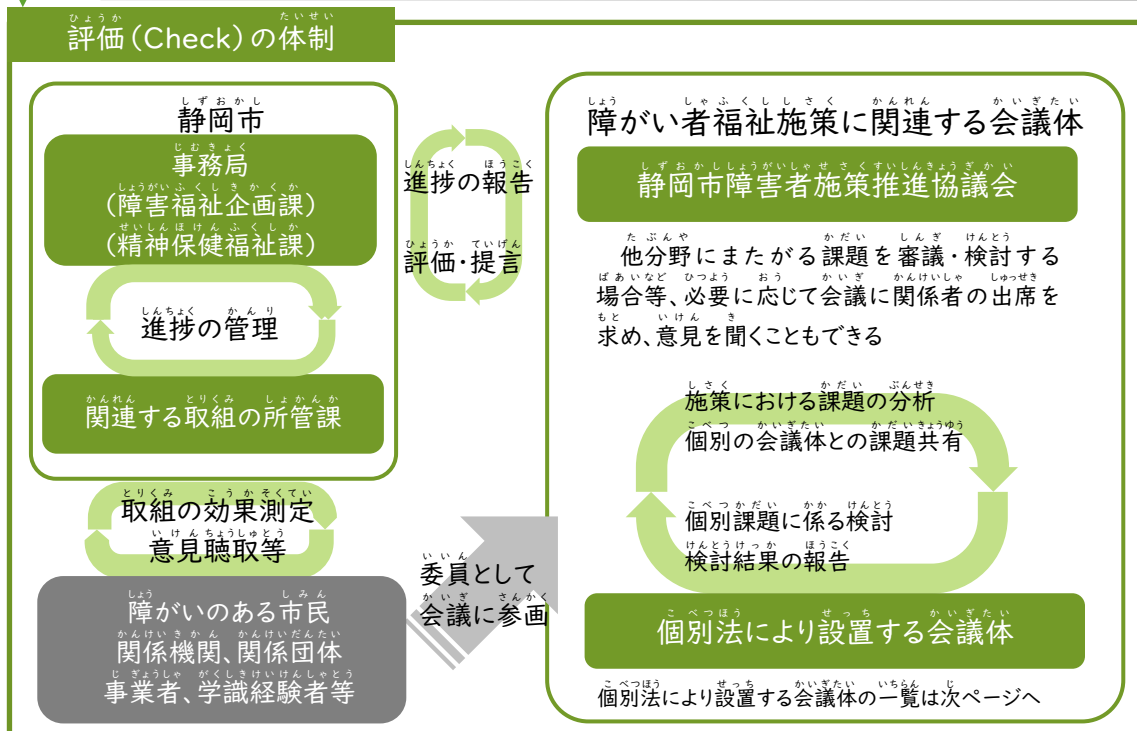 評価(Check)の体制
静岡市
事務局
(障害福祉企画課)
(精神保健福祉課)
進捗の管理
関連する取組の所管課
取組の効果測定
意見聴取等
障がいのある市民
関係機関、関係団体
事業者、学識経験者等
進捗の報告
評価・提言
委員として
会議に参画
障がい者福祉施策に関連する会議体
静岡市障害者施策推進協議会
他分野にまたがる課題を審議・検討する
場合等、必要に応じて会議に関係者の出席を
求め、意見を聞くこともできる
施策における課題の分析
個別の会議体との課題共有
個別課題に係る検討
検討結果の報告
個別法により設置する会議体
個別法により設置する会議体の一覧は次ページへ